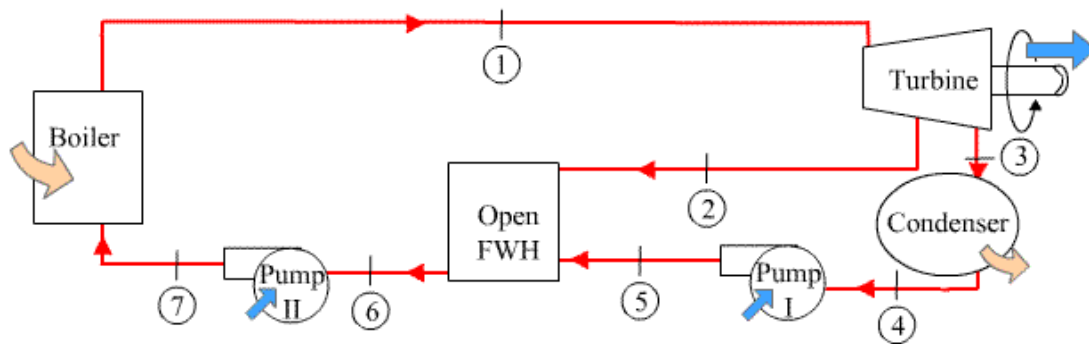 1
Turbine
Boiler
3
2
Open
FWH
Condenser
Pump
II
Pump
I
7
6
5
4